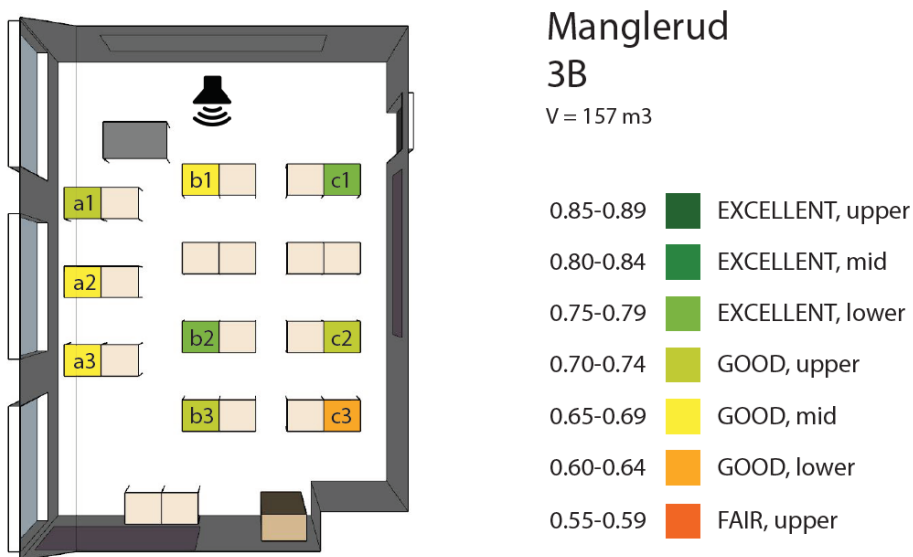 Manglerud
3B
V = 157 m3
b1
c1
a1
a2
b2
c2
a3
b3
c3
0.85-0.89 EXCELLENT, upper
0.80-0.84 EXCELLENT, mid
0.75-0.79 EXCELLENT, lower
0.70-0.74 GOOD, upper
0.65-0.69 GOOD, mid
0.60-0.64 GOOD, lower
0.55-0.59 FAIR, upper